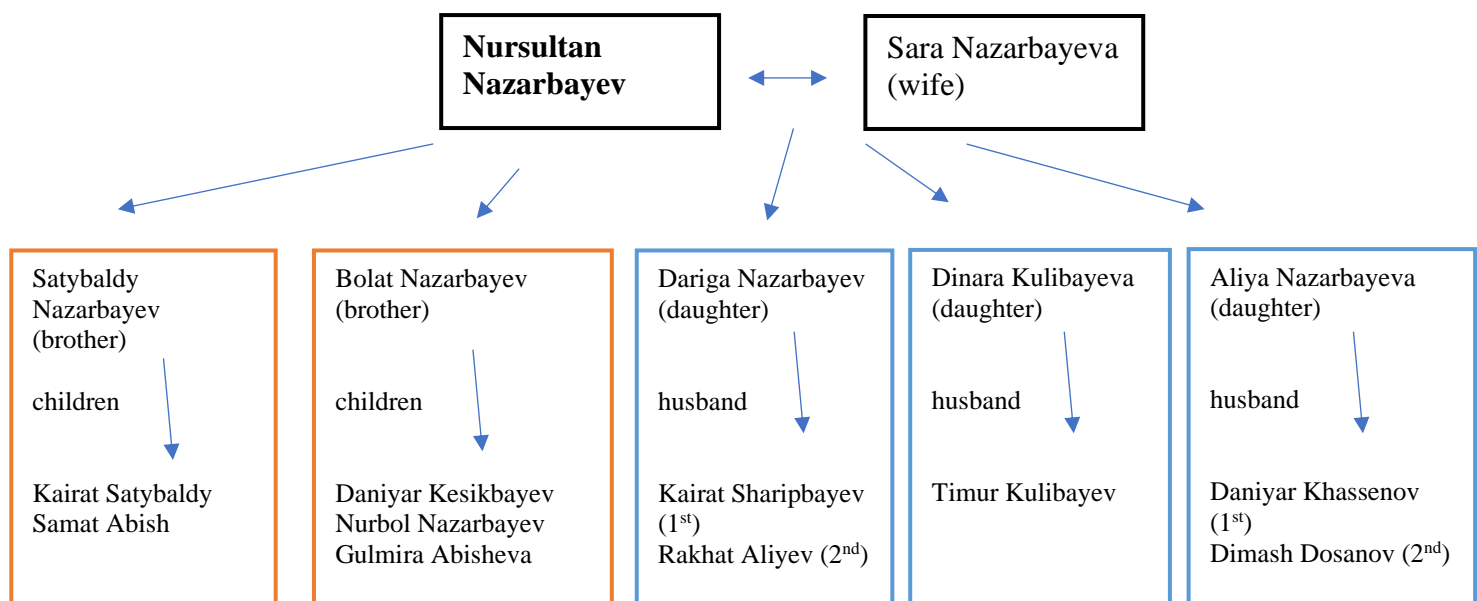 Nursultan
Nazarbayev
Sara Nazarbayeva
(wife)
Satybaldy
Nazarbayev
(brother)
children
Kairat Satybaldy
Samat Abish
Bolat Nazarbayev
(brother)
children
Daniyar Kesikbayev
Nurbol Nazarbayev
Gulmira Abisheva
Dariga Nazarbayev
(daughter)
husband
Kairat Sharipbayev
(1st)
Rakhat Aliyev (2nd)
Dinara Kulibayeva
(daughter)
husband
Timur Kulibayev
Aliya Nazarbayeva
(daughter)
husband
Daniyar Khassenov
(1st)
Dimash Dosanov (2nd)